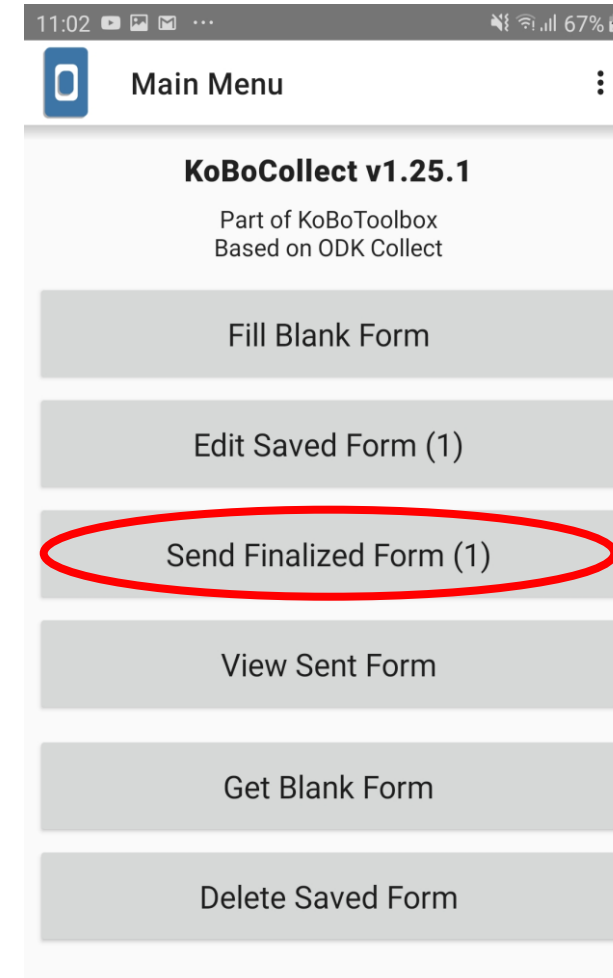 11:02 ... 67%
Main Menu
KoBoCollect v1.25.1
Part of KoBoToolbox
Based on ODK Collect
Fill Blank Form
Edit Saved Form (1)
Send Finalized Form (1)
View Sent Form
Get Blank Form
Delete Saved Form